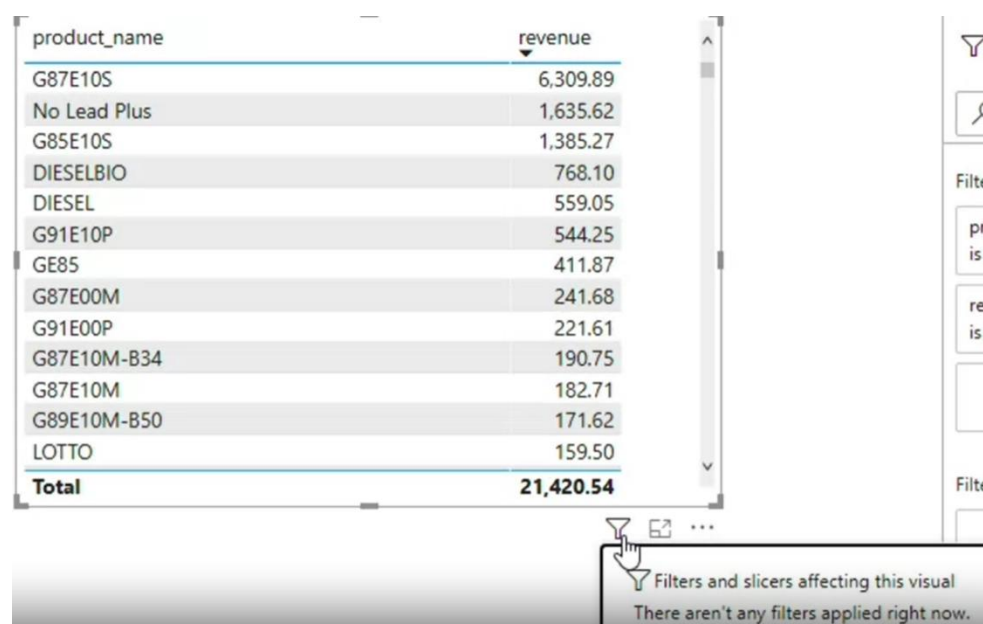 product_name revenue
G87E10S 6,309.89
No Lead Plus 1,635.62
G85E10S 1,385.27
DIESELBIO 768.10
DIESEL 559.05
G91E10P 544.25
GE85 411.87
G87E00M 241.68
G91E00P 221.61
G87E10M-B34 190.75
G87E10M 182.71
G89E10M-B50 171.62
LOTTO 159.50
Total 21,420.54
Filters and slicers affecting this visual
There aren't any filters applied right now.
is
is